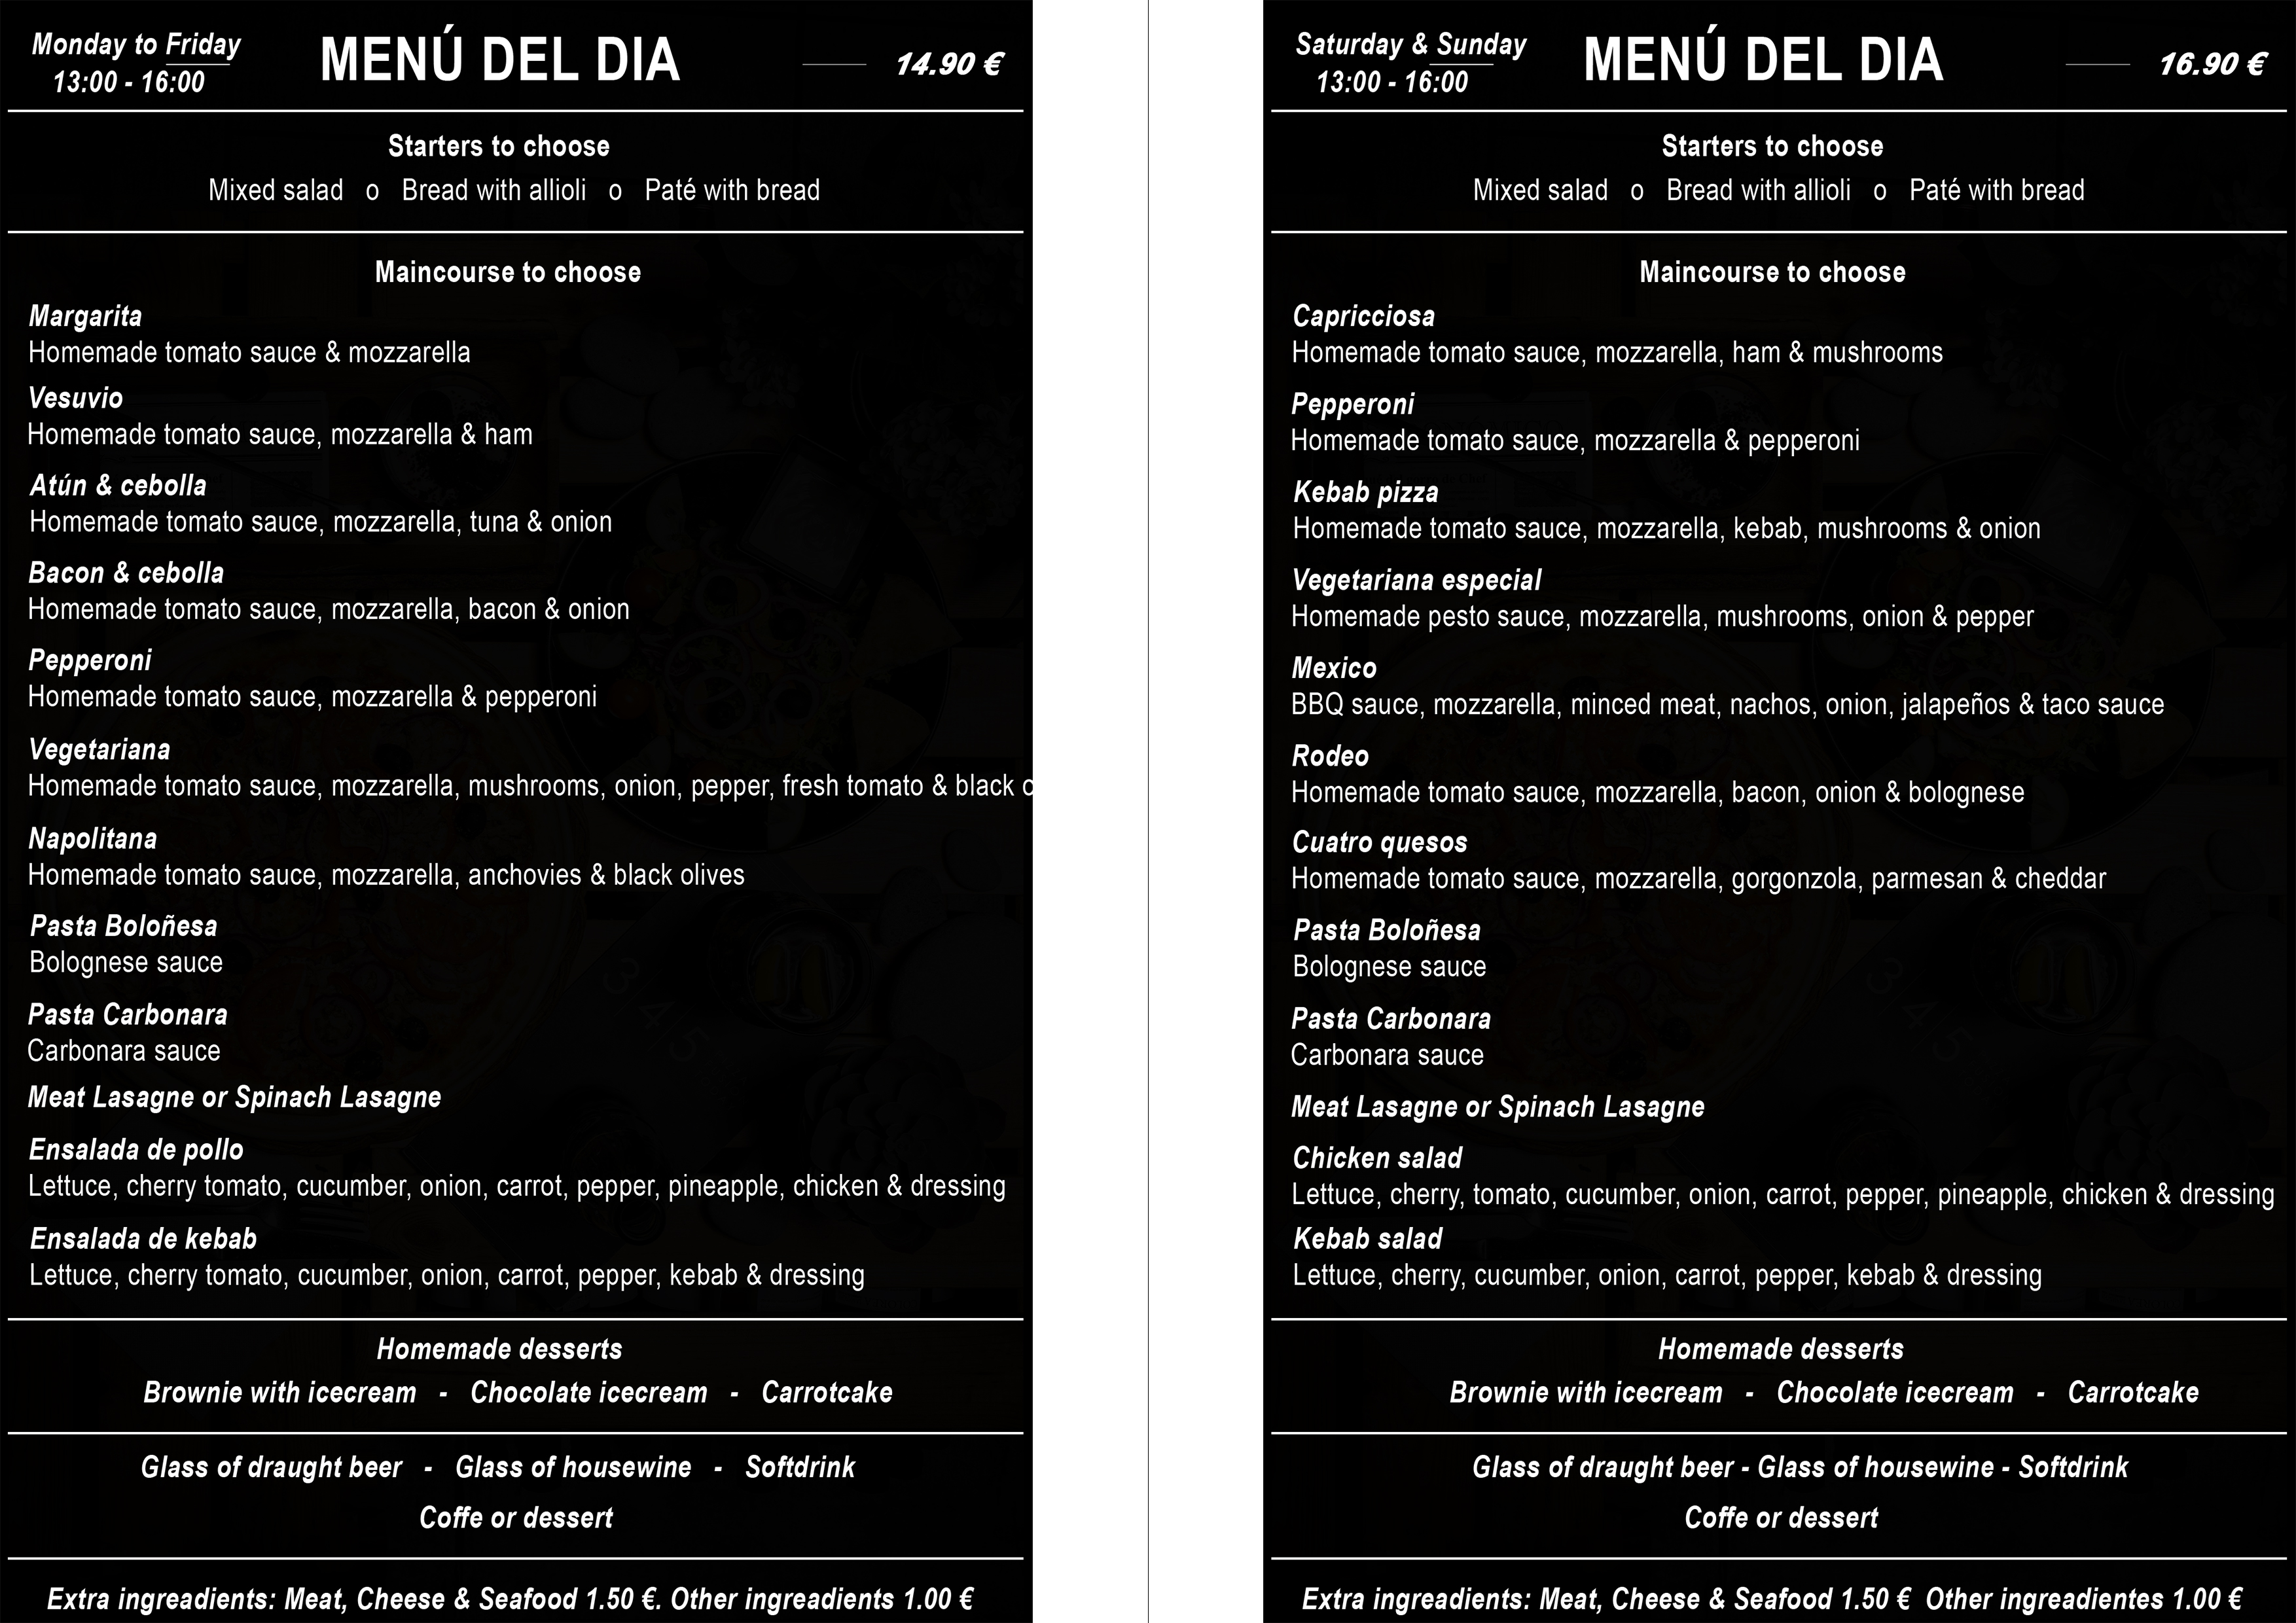 Monday to Friday
13:00 - 16:00
MENÚ DEL DIA
14.90 €
Starters to choose
Mixed salad o Bread with allioli o Paté with bread
Maincourse to choose
Margarita
Homemade tomato sauce & mozzarella
Vesuvio
Homemade tomato sauce, mozzarella & ham
Atún & cebolla
Homemade tomato sauce, mozzarella, tuna & onion
Bacon & cebolla
Homemade tomato sauce, mozzarella, bacon & onion
Pepperoni
Homemade tomato sauce, mozzarella & pepperoni
Vegetariana
Homemade tomato sauce, mozzarella, mushrooms, onion, pepper, fresh tomato & black
Napolitana
Homemade tomato sauce, mozzarella, anchovies & black olives
Pasta Boloñesa
Bolognese sauce
Pasta Carbonara
Carbonara sauce
Meat Lasagne or Spinach Lasagne
Ensalada de pollo
Lettuce, cherry tomato, cucumber, onion, carrot, pepper, pineapple, chicken & dressing
Ensalada de kebab
Lettuce, cherry tomato, cucumber, onion, carrot, pepper, kebab & dressing
Homemade desserts
Brownie with icecream - Chocolate icecream - Carrotcake
Glass of draught beer - Glass of housewine - Softdrink
Coffe or dessert
Extra ingredients: Meat, Cheese & Seafood 1.50 €. Other ingredients 1.00 €
Saturday & Sunday
13:00 - 16:00
MENÚ DEL DIA
16.90 €
Starters to choose
Mixed salad o Bread with allioli o Paté with bread
Maincourse to choose
Capricciosa
Homemade tomato sauce, mozzarella, ham & mushrooms
Pepperoni
Homemade tomato sauce, mozzarella & pepperoni
Kebab pizza
Homemade tomato sauce, mozzarella, kebab, mushrooms & onion
Vegetariana especial
Homemade pesto sauce, mozzarella, mushrooms, onion & pepper
Mexico
BBQ sauce, mozzarella, minced meat, nachos, onion, jalapeños & taco sauce
Rodeo
Homemade tomato sauce, mozzarella, bacon, onion & bolognese
Cuatro quesos
Homemade tomato sauce, mozzarella, gorgonzola, parmesan & cheddar
Pasta Boloñesa
Bolognese sauce
Pasta Carbonara
Carbonara sauce
Meat Lasagne or Spinach Lasagne
Chicken salad
Lettuce, cherry, tomato, cucumber, onion, carrot, pepper, pineapple, chicken & dressing
Kebab salad
Lettuce, cherry, cucumber, onion, carrot, pepper, kebab & dressing
Homemade desserts
Brownie with icecream - Chocolate icecream - Carrotcake
Glass of draught beer - Glass of housewine - Softdrink
Coffe or dessert
Extra ingredients: Meat, Cheese & Seafood 1.50 € Other ingredientes 1.00 €